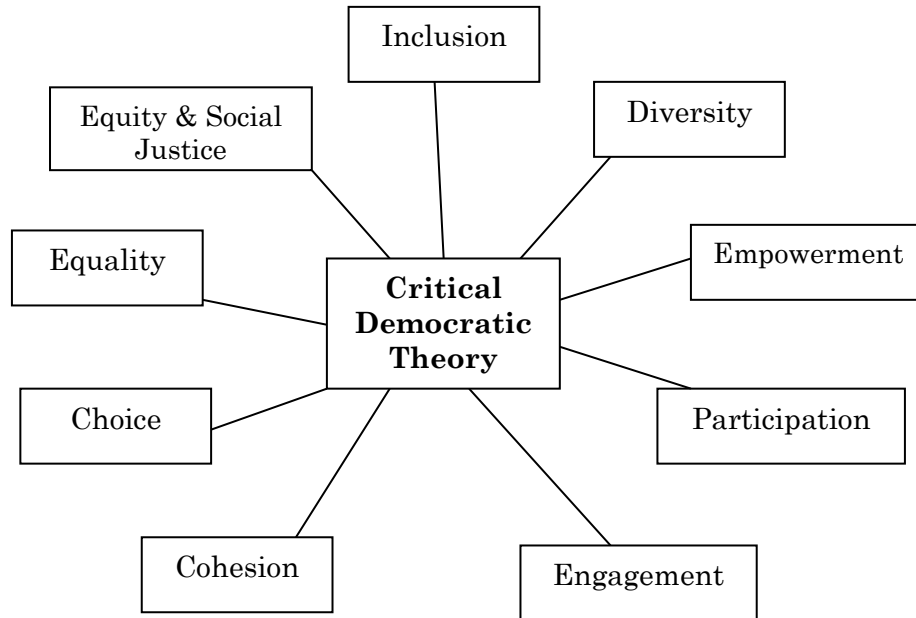 Inclusion
Diversity
Equity & Social
Justice
Equality
Empowerment
Critical
Democratic
Theory
Choice
Participation
Cohesion
Engagement